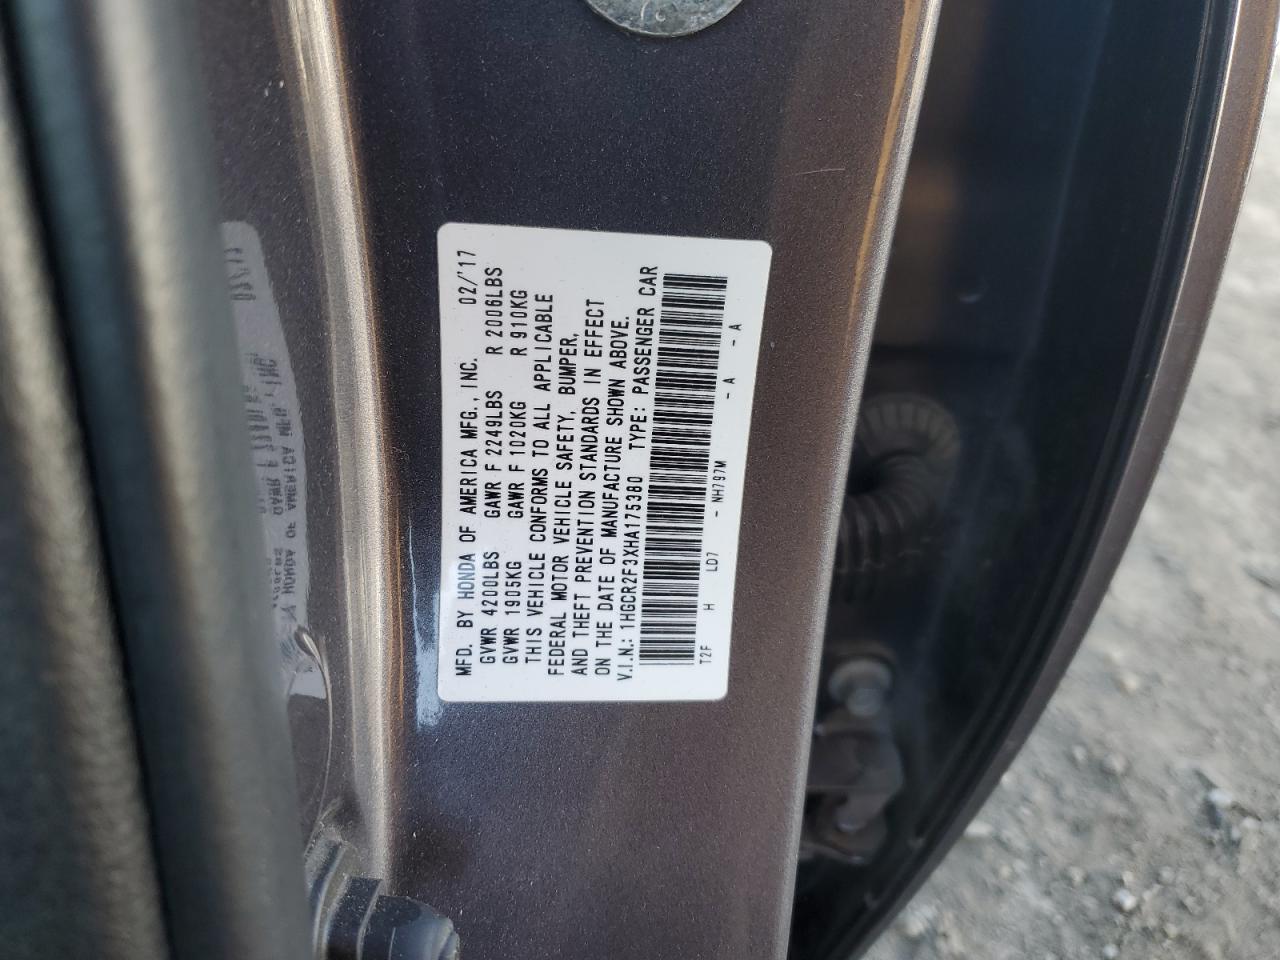 MFD. BY HONDA OF AMERICA MFG., INC. 02/'17
GVWR 4200LBS GAWR F 2249LBS R 2006LBS
GVWR 1905KG GAWR F 1020KG R 910KG
THIS VEHICLE CONFORMS TO ALL APPLICABLE
FEDERAL MOTOR VEHICLE SAFETY, BUMPER,
AND THEFT PREVENTION STANDARDS IN EFFECT
ON THE DATE OF MANUFACTURE SHOWN ABOVE.
V.I.N.: 1HGCR2F3XHA175380 TYPE: PASSENGER CAR
T2F H LD7 - NH797M - A - A